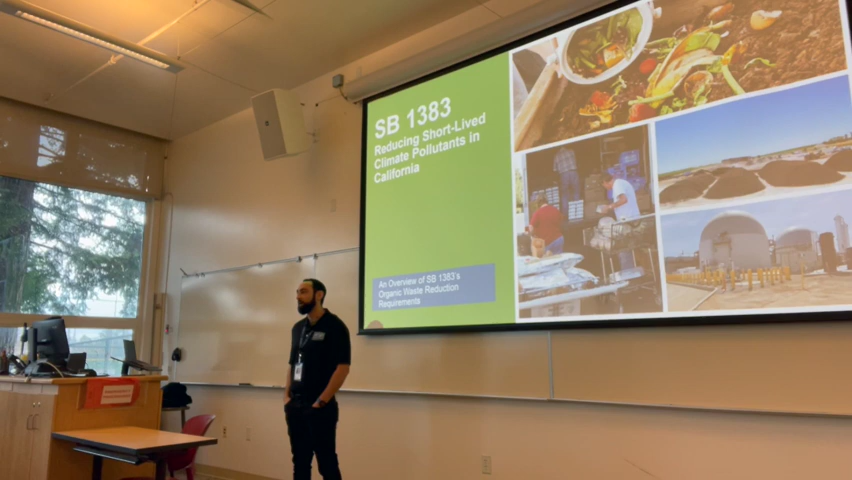 SB 1383
Reducing Short-Lived
Climate Pollutants in
California
An Overview of SB 1383's
Organic Waste Reduction
Requirements